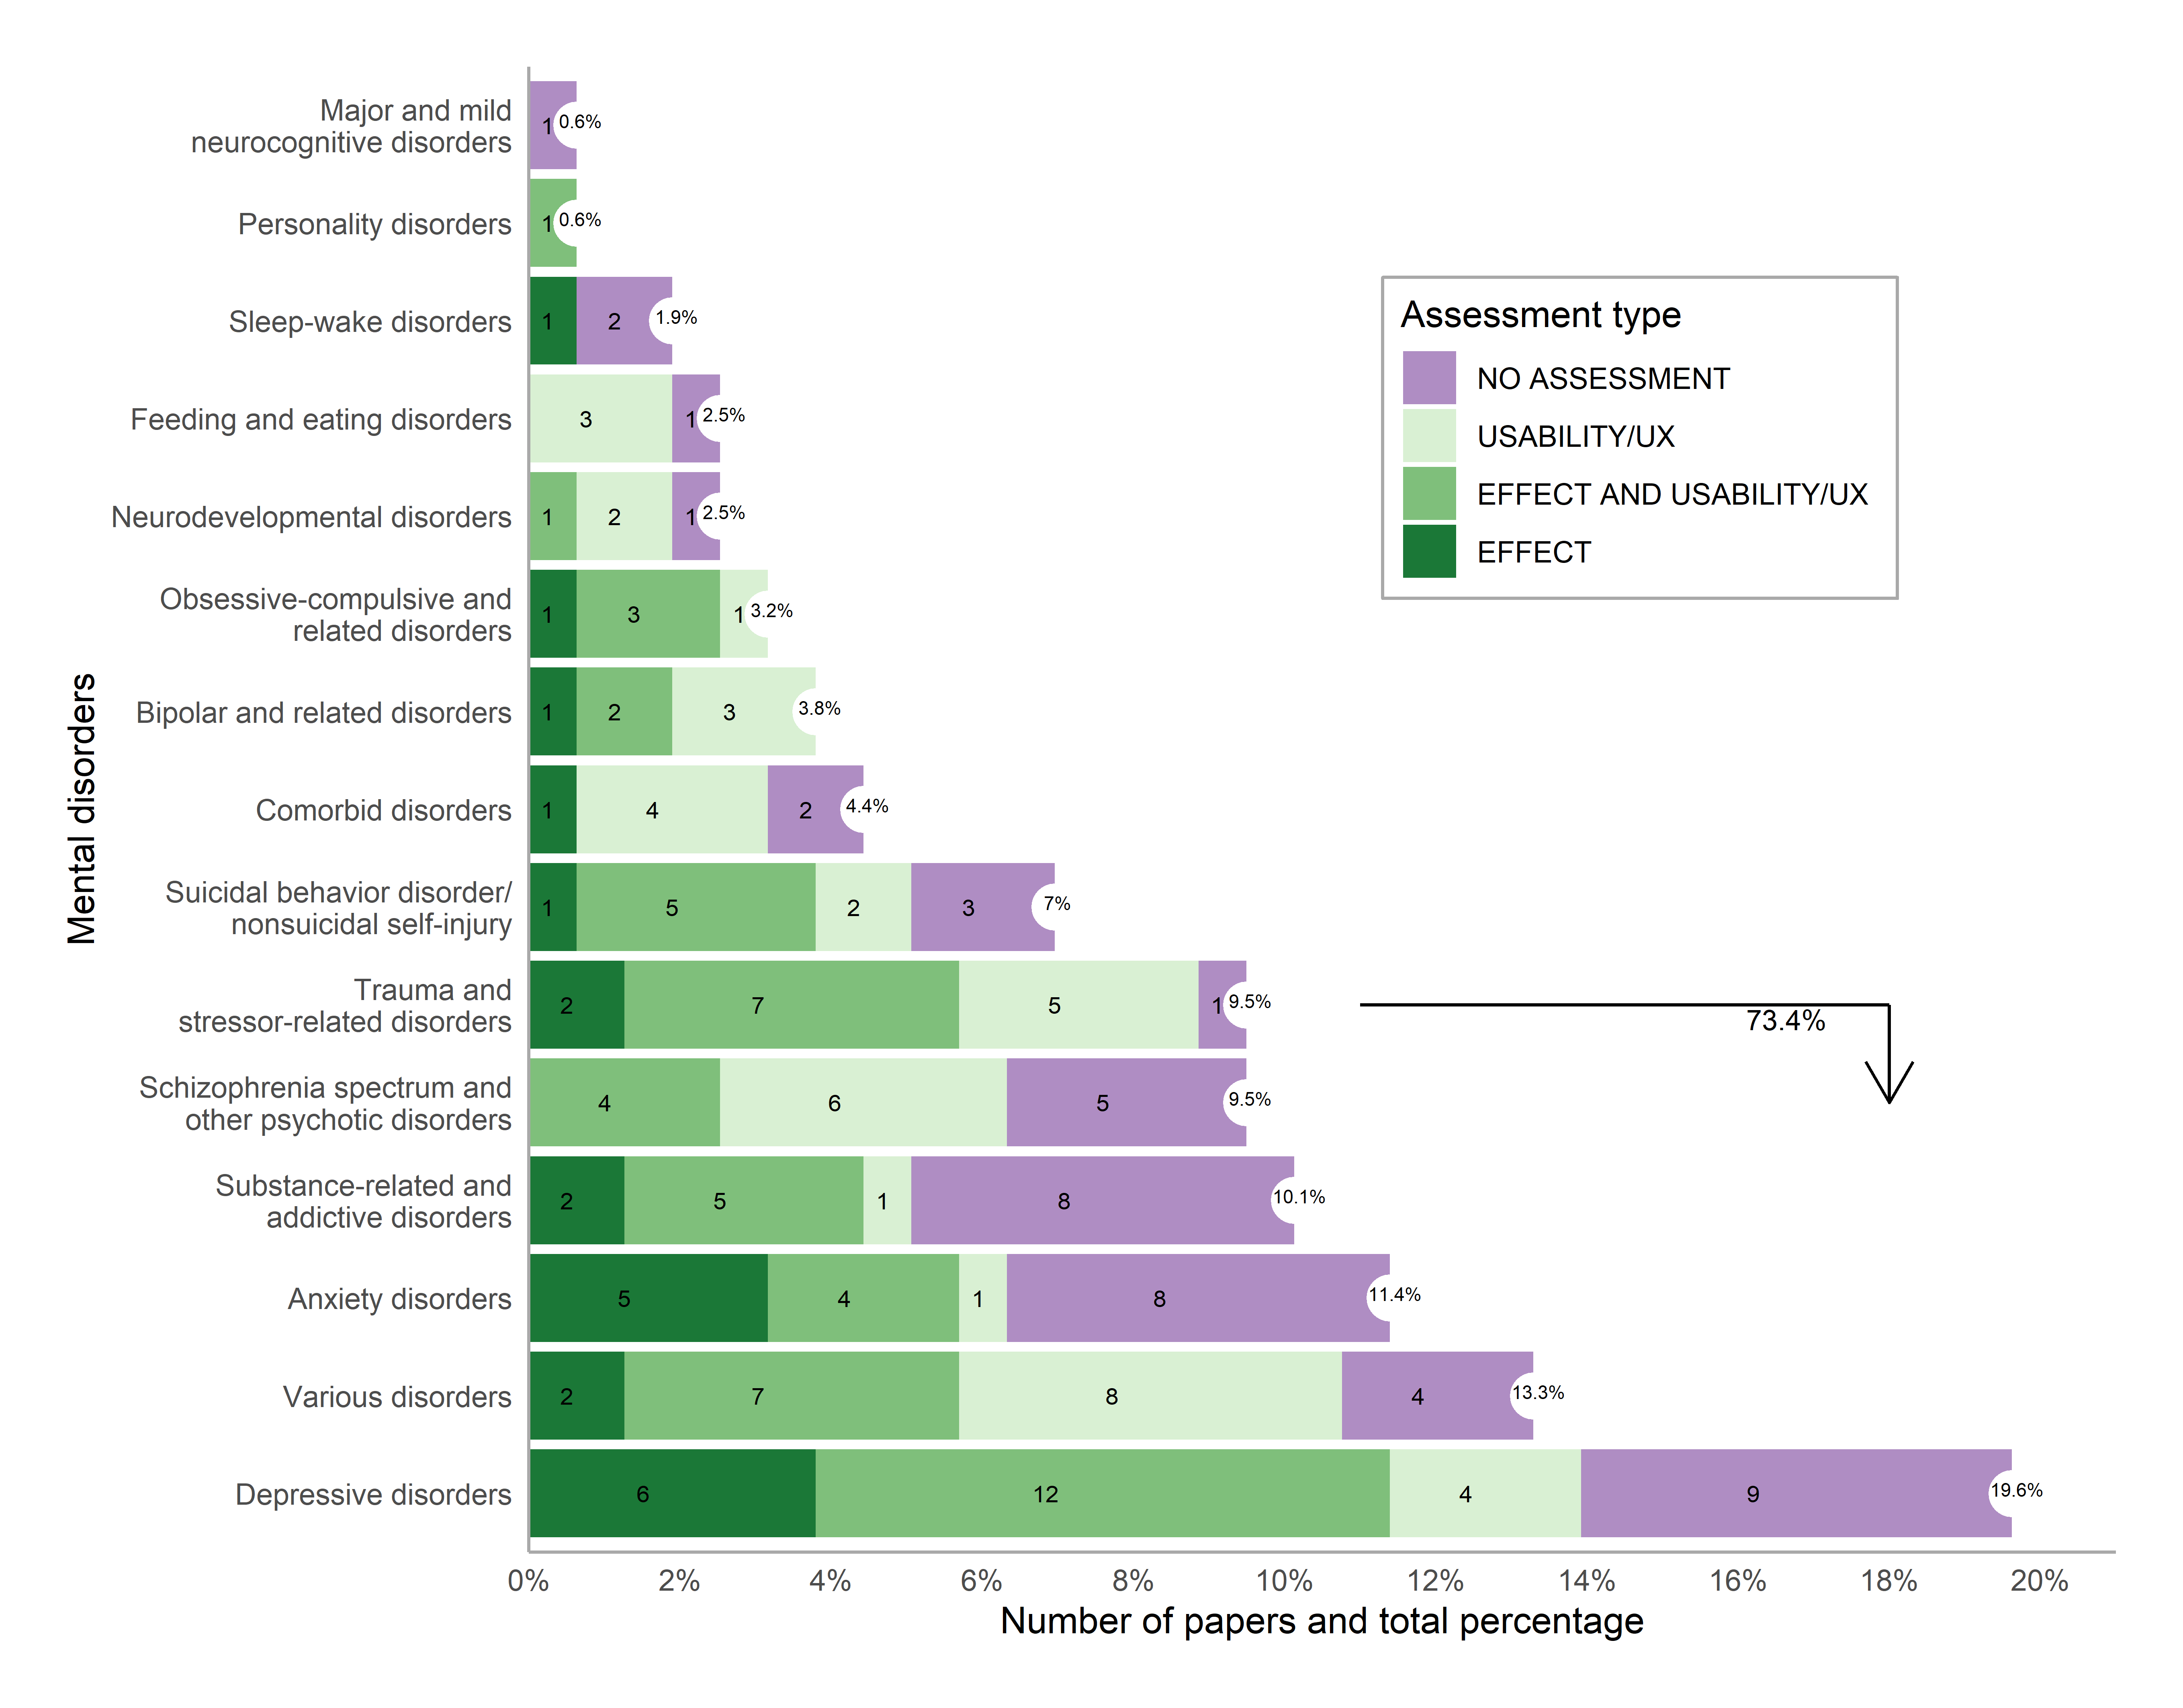 Major and mild
neurocognitive disorders
1 0.6%
Personality disorders
1 0.6%
Sleep-wake disorders
1 2 1.9%
Feeding and eating disorders
3 1 2.5%
Neurodevelopmental disorders
1 2 1 2.5%
Obsessive-compulsive and
related disorders
1 3 1 3.2%
Bipolar and related disorders
1 2 3 3.8%
Comorbid disorders
1 4 2 4.4%
Suicidal behavior disorder/
nonsuicidal self-injury
1 5 2 3 7%
Trauma and
stressor-related disorders
2 7 5 1 9.5%
Schizophrenia spectrum and
other psychotic disorders
4 6 5 9.5%
Substance-related and
addictive disorders
2 5 1 8 10.1%
Anxiety disorders
5 4 1 8 11.4%
Various disorders
2 7 8 4 13.3%
Depressive disorders
6 12 4 9 19.6%
Mental disorders
Assessment type
NO ASSESSMENT
USABILITY/UX
EFFECT AND USABILITY/UX
EFFECT
73.4%
0% 2% 4% 6% 8% 10% 12% 14% 16% 18% 20%
Number of papers and total percentage